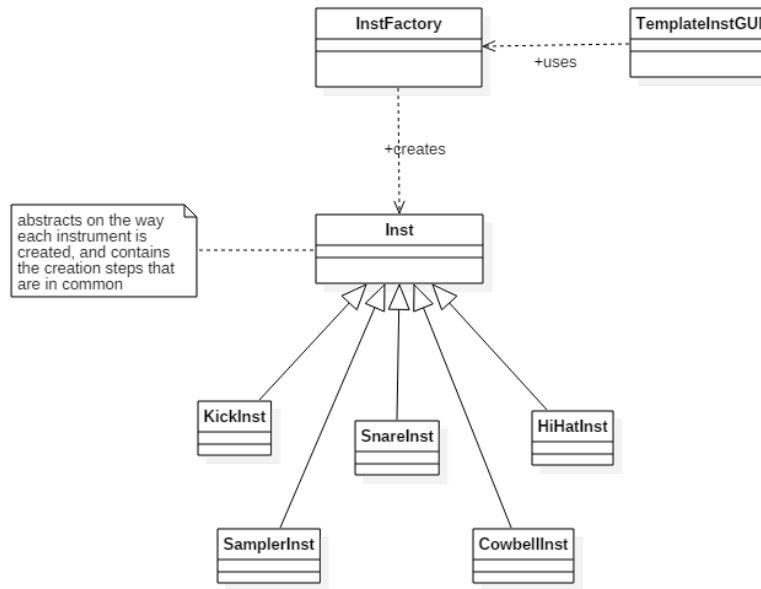 InstFactory
TemplateInstGUI
+uses
+creates
abstracts on the way
each instrument is
created, and contains
the creation steps that
are in common
Inst
KickInst
SnareInst
HiHatInst
SamplerInst
CowbellInst